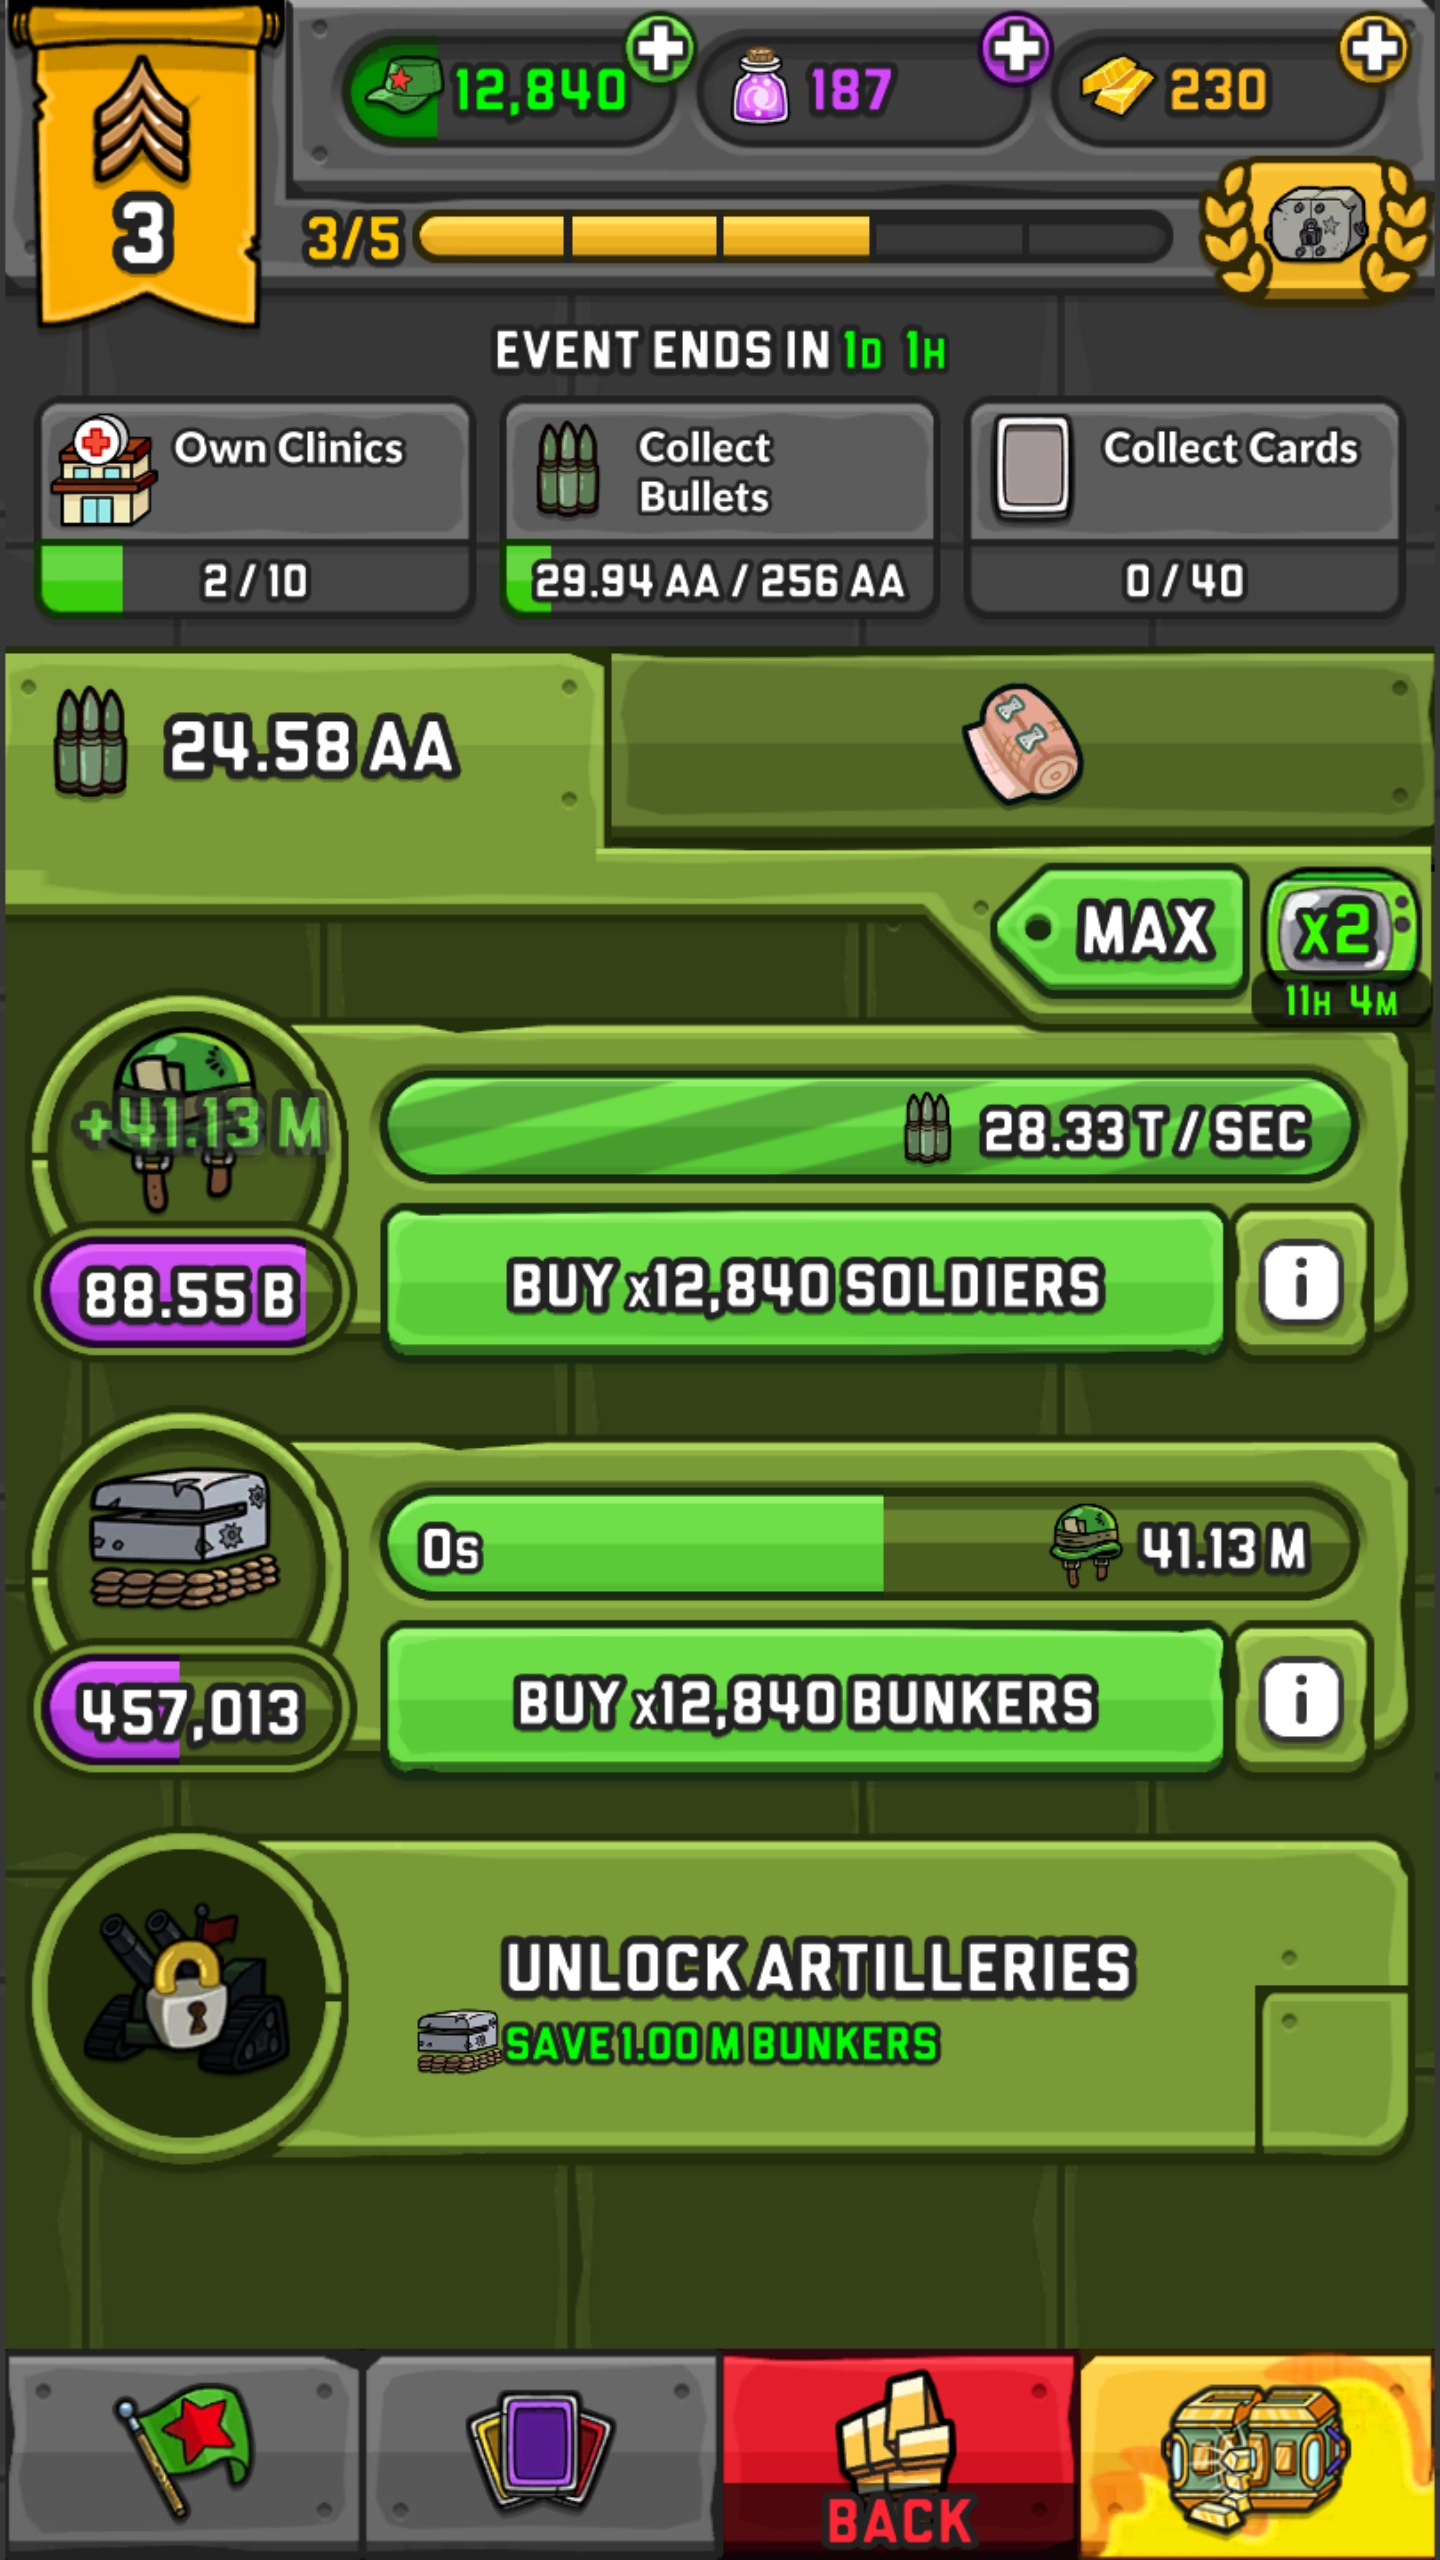 12,840
187
230
3
3/5
EVENT ENDS IN 1D 1H
Own Clinics
Collect
Bullets
Collect Cards
2 / 10
29.94 AA / 256 AA
0 / 40
24.58 AA
MAX
x2
11H 4M
+41.13 M
28.33 T / SEC
88.55 B
BUY x12,840 SOLDIERS
i
0s
41.13 M
457,013
BUY x12,840 BUNKERS
i
UNLOCK ARTILLERIES
SAVE 1.00 M BUNKERS
BACK